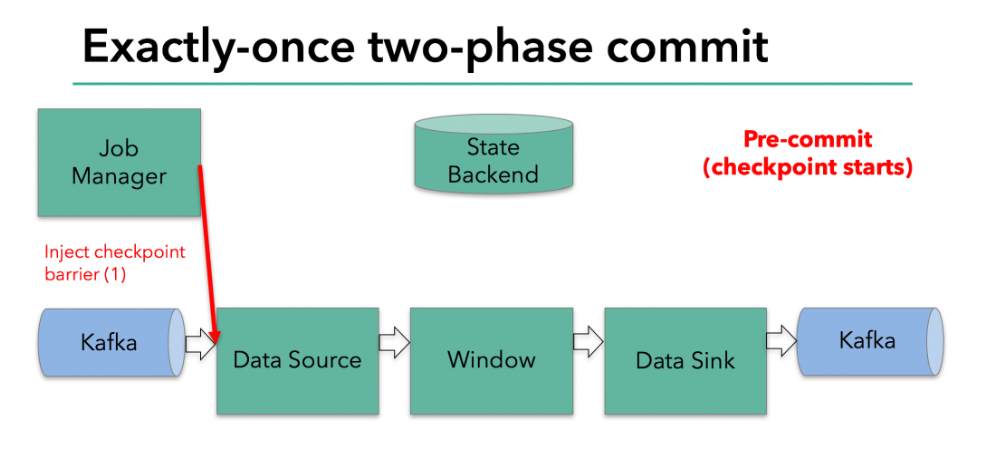 Exactly-once two-phase commit
Job
Manager
State
Backend
Pre-commit
(checkpoint starts)
Inject checkpoint
barrier (1)
Kafka
Data Source
Window
Data Sink
Kafka